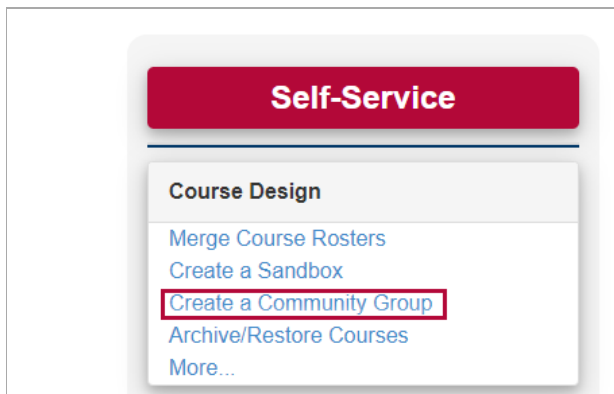 Self-Service
Course Design
Merge Course Rosters
Create a Sandbox
Create a Community Group
Archive/Restore Courses
More...